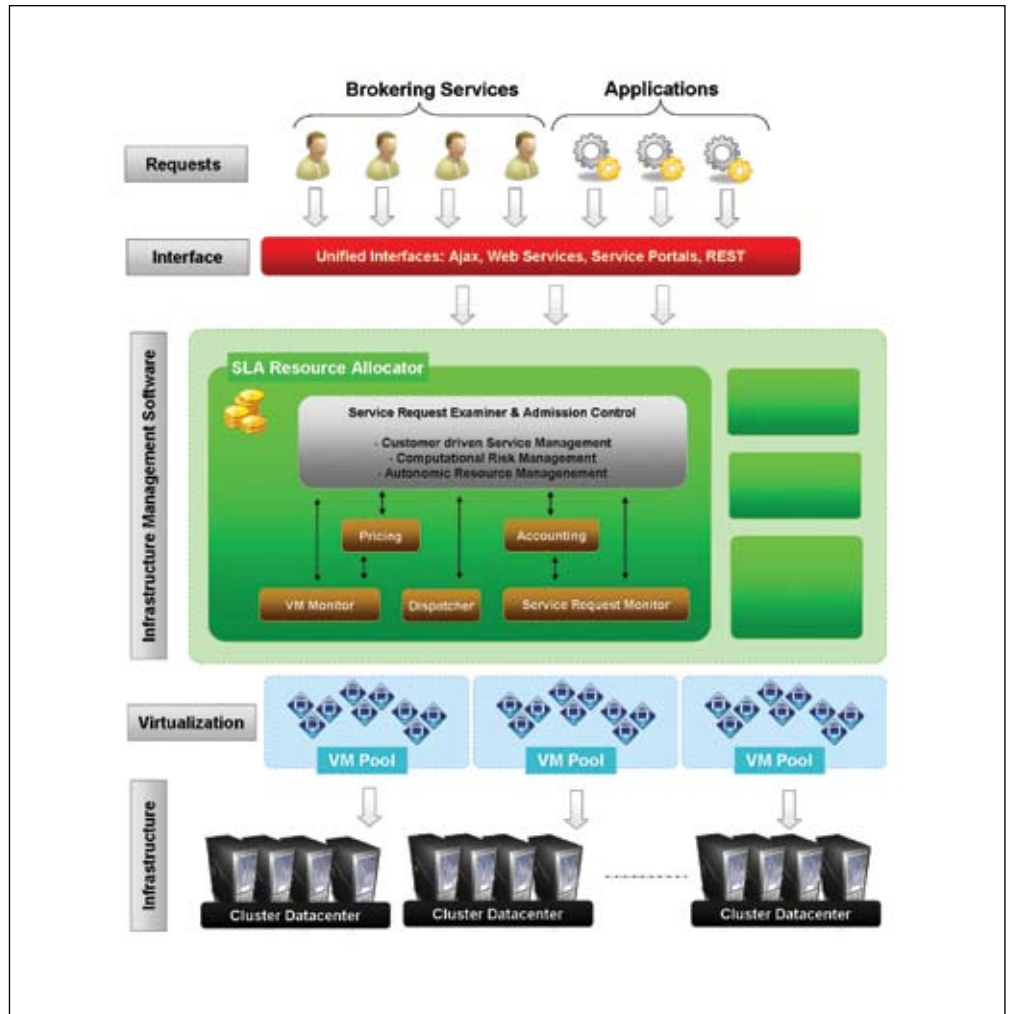 Brokering Services
Applications
Requests
Interface
Unified Interfaces: Ajax, Web Services, Service Portals, REST
Infrastructure Management Software
SLA Resource Allocator
Service Request Examiner & Admission Control
- Customer driven Service Management
- Computational Risk Management
- Autonomic Resource Managenement
Pricing
Accounting
VM Monitor
Dispatcher
Service Request Monitor
Virtualization
VM Pool
VM Pool
VM Pool
Infrastructure
Cluster Datacenter
Cluster Datacenter
Cluster Datacenter